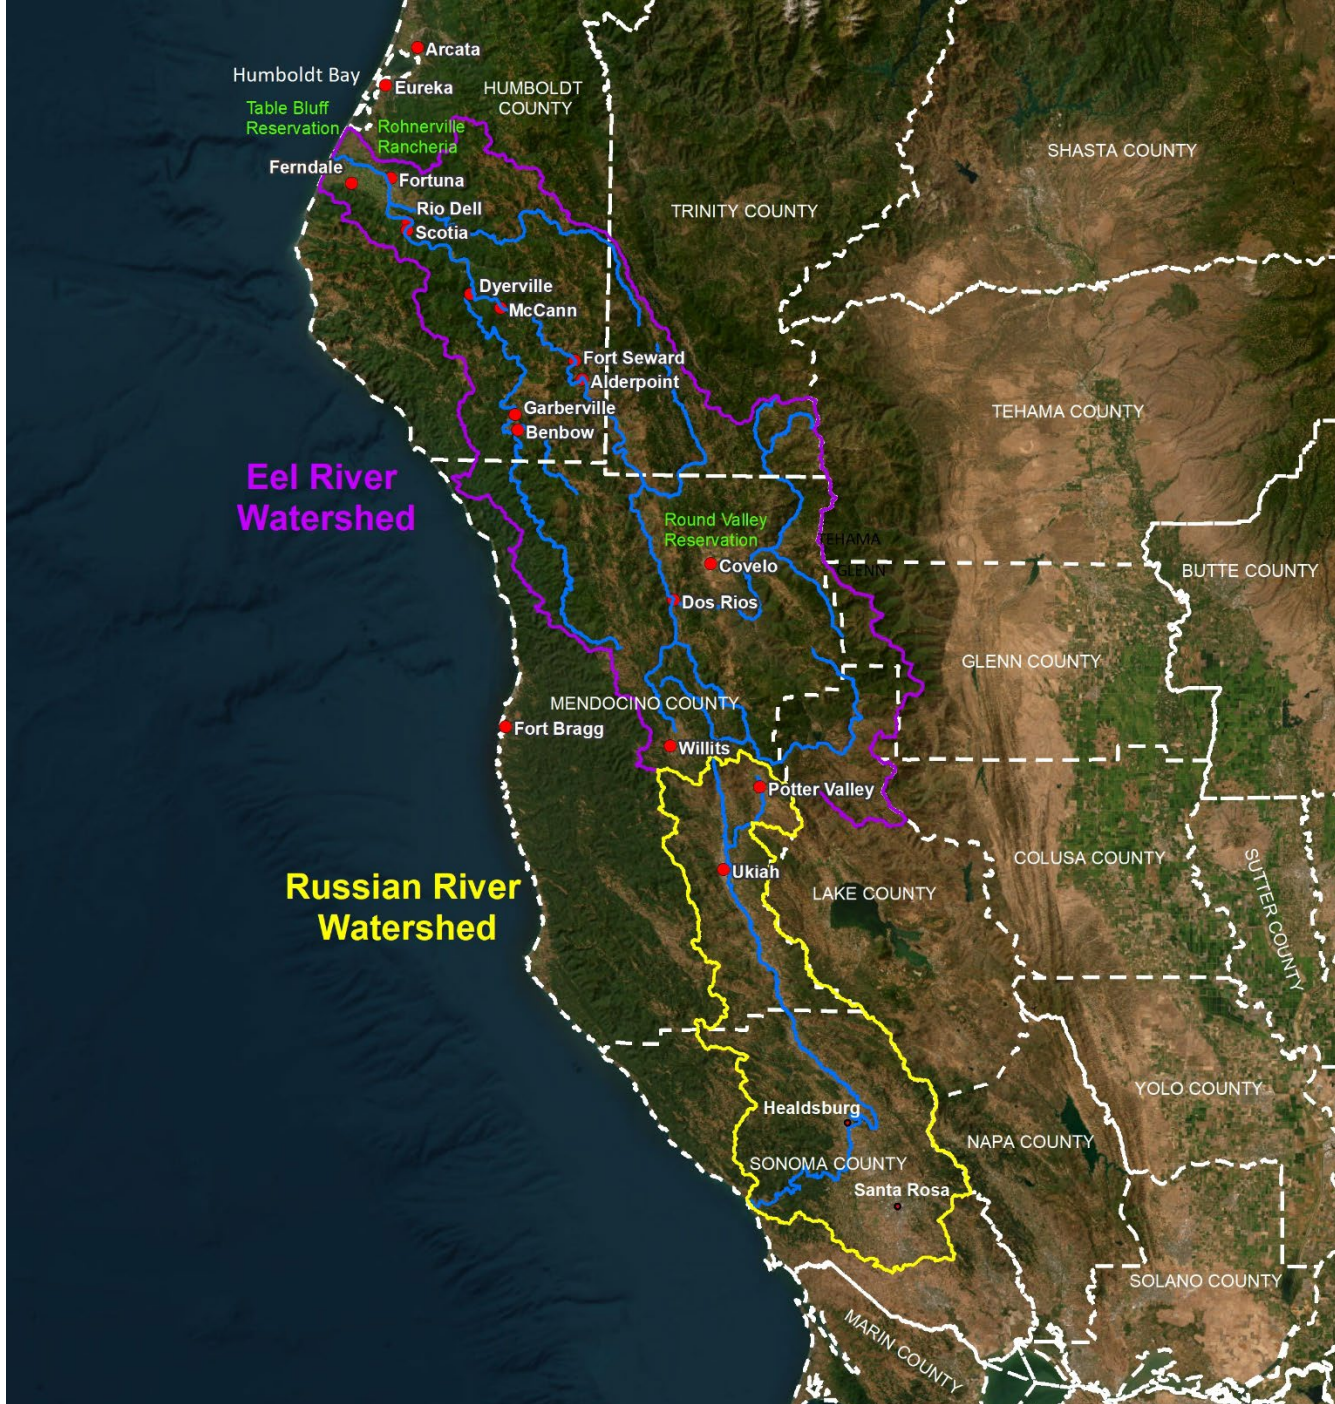 Arcata
Humboldt Bay
Eureka
HUMBOLDT
COUNTY
Table Bluff
Reservation
Rohnerville
Rancheria
SHASTA COUNTY
Ferndale
Fortuna
Rio Dell
TRINITY COUNTY
Scotia
Dyerville
McCann
Fort Seward
Alderpoint
Garberville
TEHAMA COUNTY
Benbow
Eel River
Watershed
Round Valley
Reservation
TEHAMA
Covelo
GLENN
BUTTE COUNTY
Dos Rios
GLENN COUNTY
MENDOCINO COUNTY
Fort Bragg
Willits
Potter Valley
COLUSA COUNTY
Ukiah
Russian River
Watershed
LAKE COUNTY
SUTTER COUNTY
YOLO COUNTY
Healdsburg
NAPA COUNTY
SONOMA COUNTY
Santa Rosa
SOLANO COUNTY
MARIN COUNTY